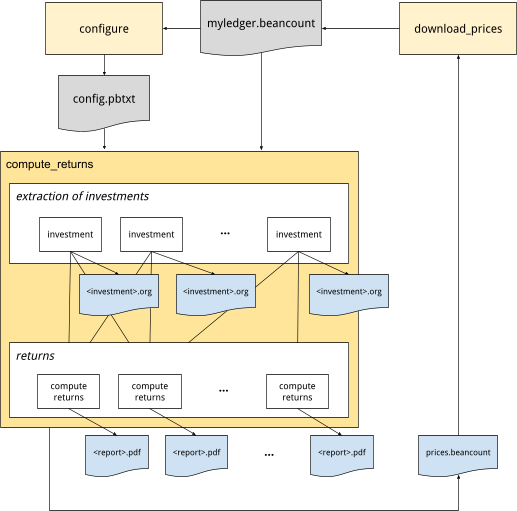 configure
myledger.beancount
download_prices
config.pbtxt
compute_returns
extraction of investments
investment
investment
...
investment
<investment>.org
<investment>.org
<investment>.org
returns
compute
returns
compute
returns
...
compute
returns
<report>.pdf
<report>.pdf
...
<report>.pdf
prices.beancount